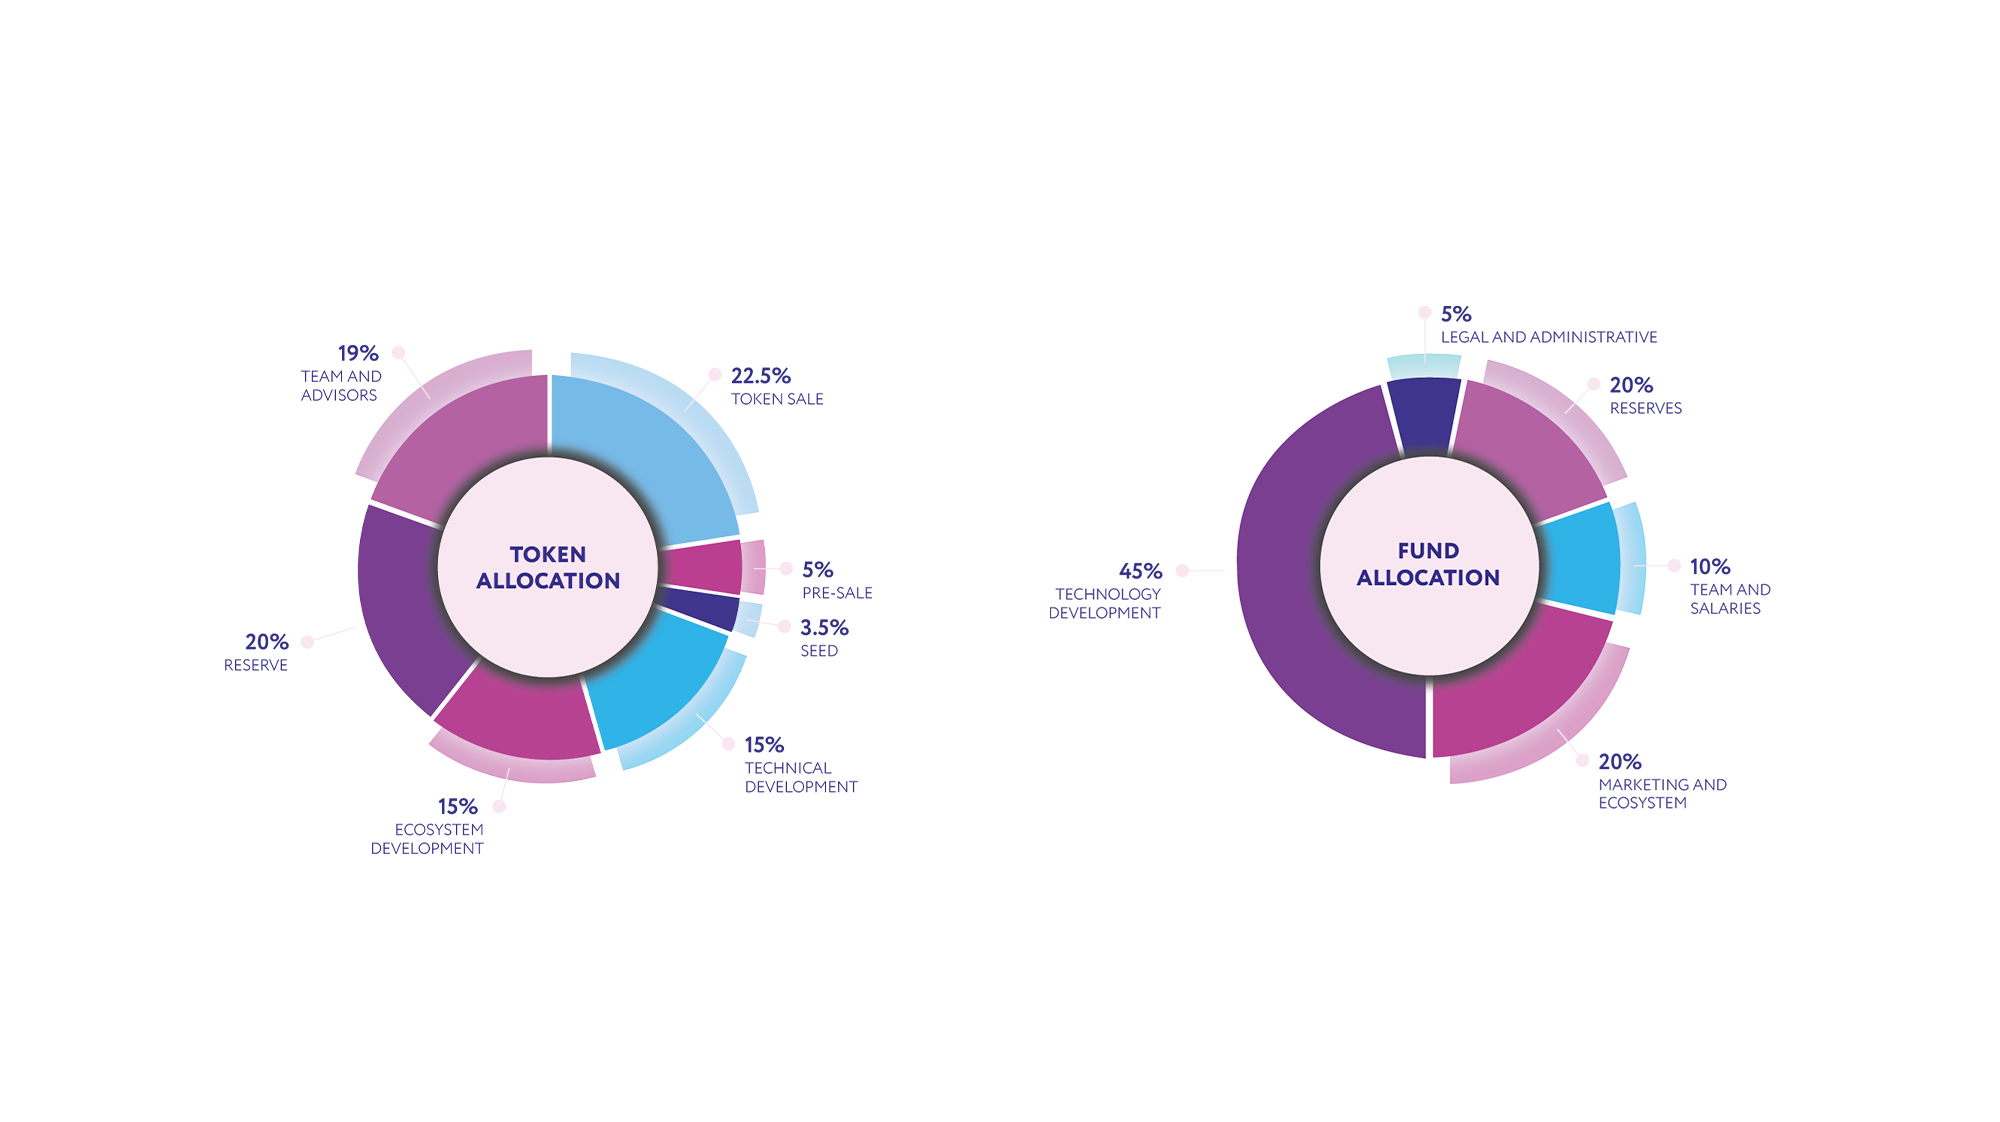 TOKEN
ALLOCATION
19%
TEAM AND
ADVISORS
22.5%
TOKEN SALE
5%
PRE-SALE
3.5%
SEED
15%
TECHNICAL
DEVELOPMENT
15%
ECOSYSTEM
DEVELOPMENT
20%
RESERVE
FUND
ALLOCATION
5%
LEGAL AND ADMINISTRATIVE
20%
RESERVES
10%
TEAM AND
SALARIES
20%
MARKETING AND
ECOSYSTEM
45%
TECHNOLOGY
DEVELOPMENT